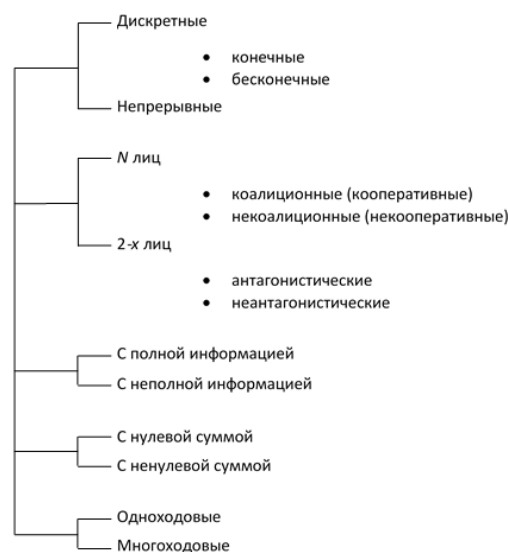 Дискретные
• конечные
• бесконечные
Непрерывные
N лиц
• коалиционные (кооперативные)
• некоалиционные (некооперативные)
2-х лиц
• антагонистические
• неантагонистические
С полной информацией
С неполной информацией
С нулевой суммой
С ненулевой суммой
Одноходовые
Многоходовые